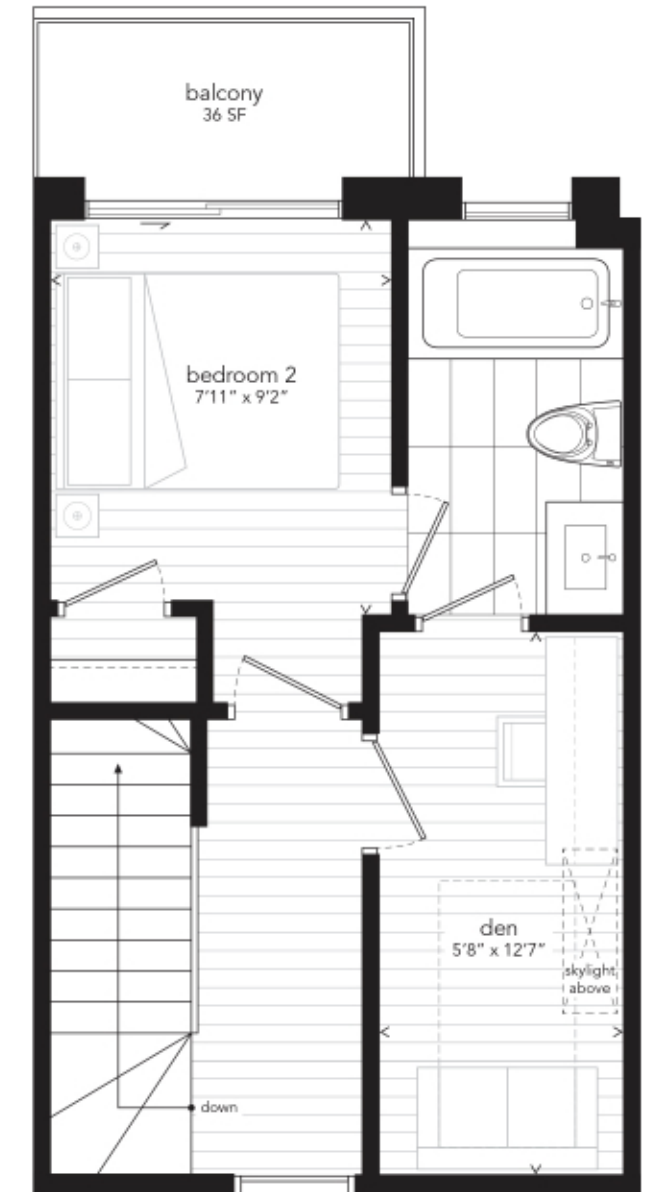 balcony
36 SF
bedroom 2
7'11" x 9'2"
den
5'8" x 12'7"
skylight
above
down